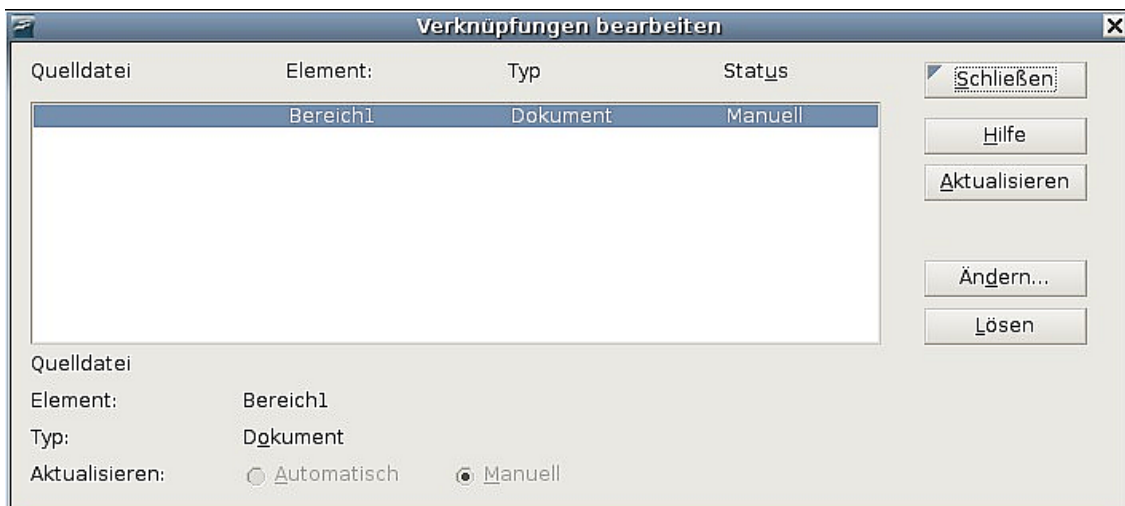 Verknüpfungen bearbeiten
Quelldatei Element: Typ Status
Schließen
Bereich1 Dokument Manuell
Hilfe
Aktualisieren
Ändern...
Lösen
Quelldatei
Element: Bereich1
Typ: Dokument
Aktualisieren: Automatisch Manuell